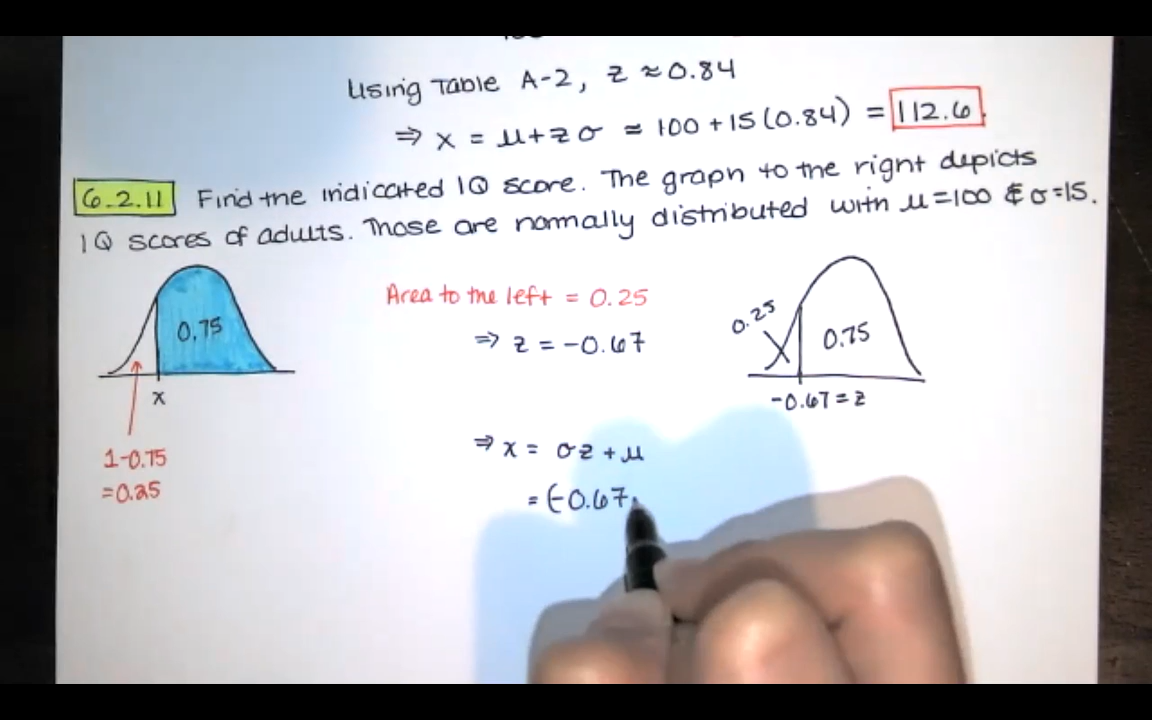 Using Table A-2, z ≈ 0.84
⇒ x = μ + zσ = 100 + 15(0.84) = 112.6.
6.2.11 Find the indicated IQ score. The graph to the right depicts
IQ scores of adults. Those are normally distributed with μ=100 & σ=15.
0.75
x
1-0.75
=0.25
Area to the left = 0.25
⇒ z = -0.67
0.25
0.75
-0.67 = z
⇒ x = σz + μ
= (-0.67